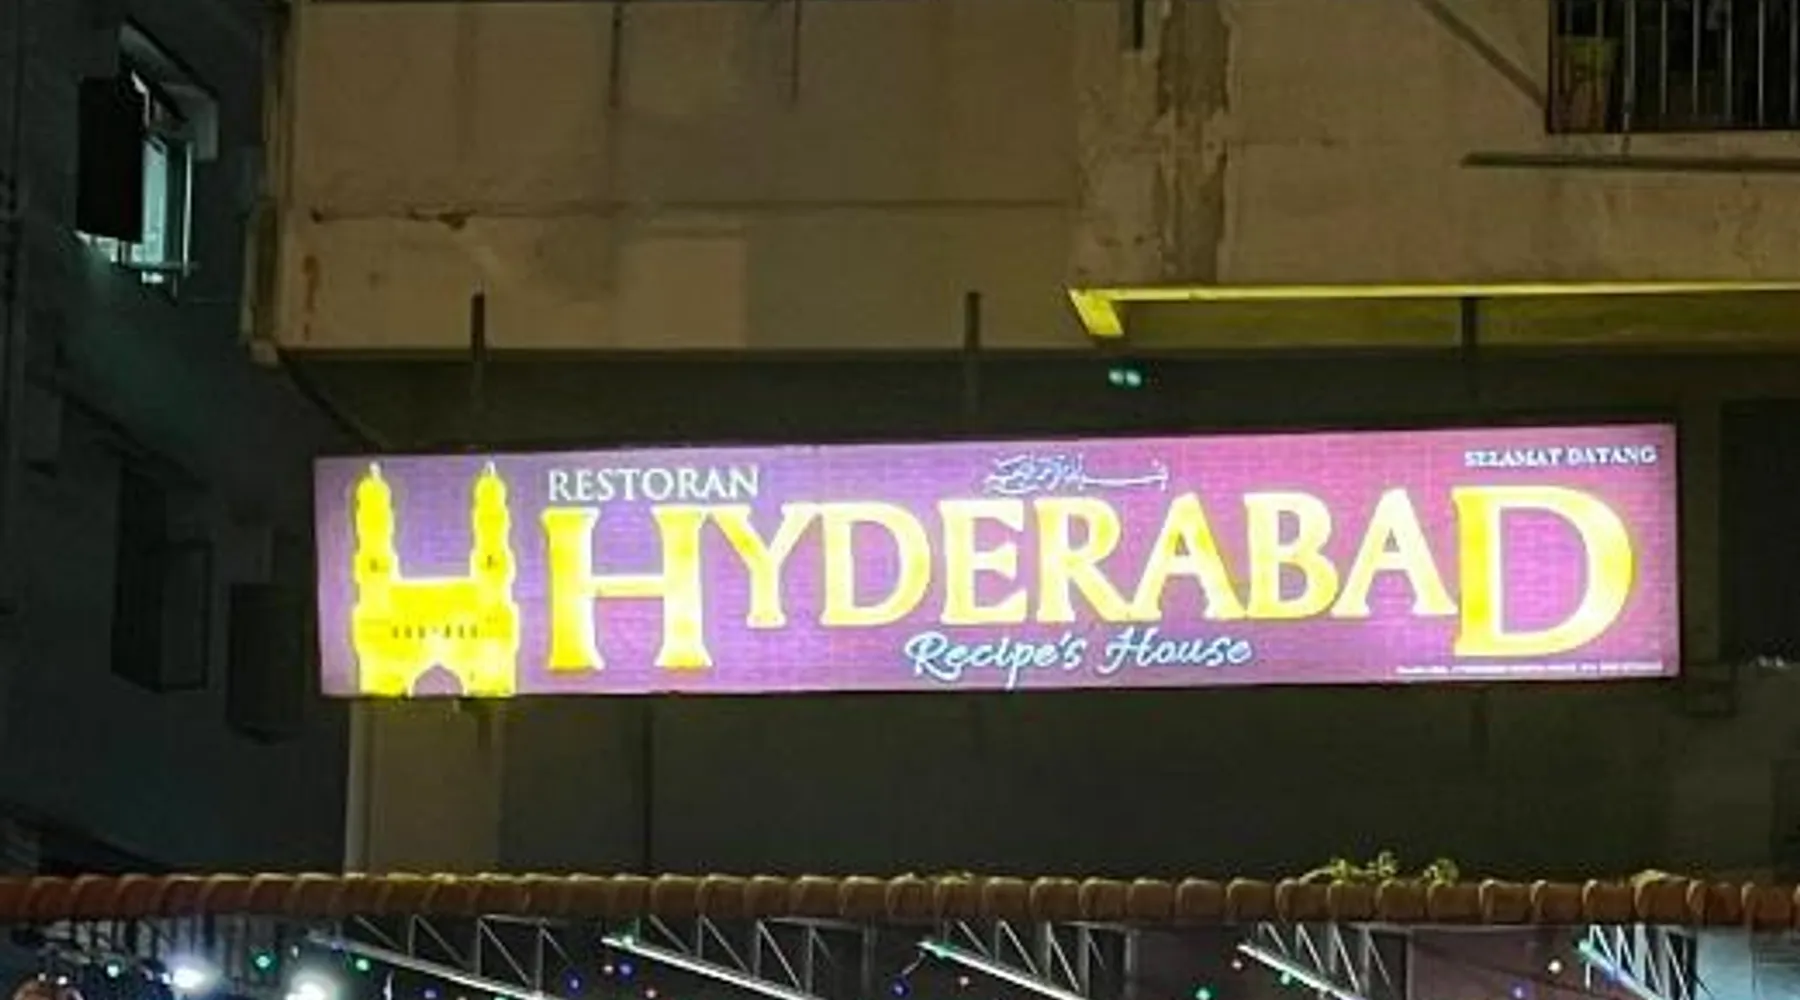 RESTORAN
SELAMAT DATANG
HYDERABAD
Recipe's House